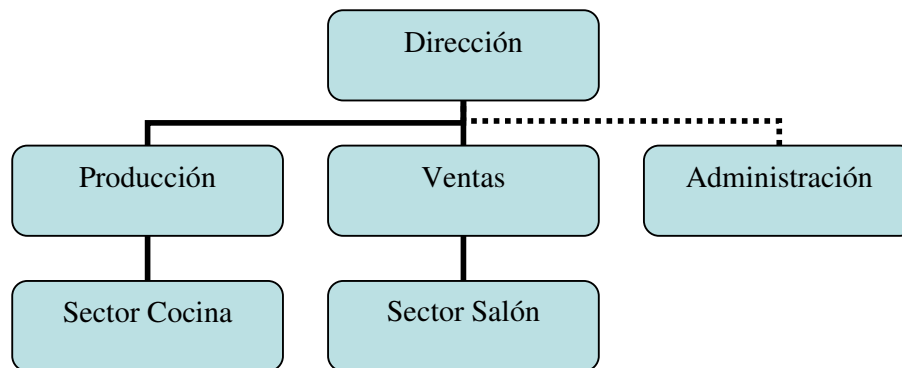 Dirección
Producción
Ventas
Administración
Sector Cocina
Sector Salón